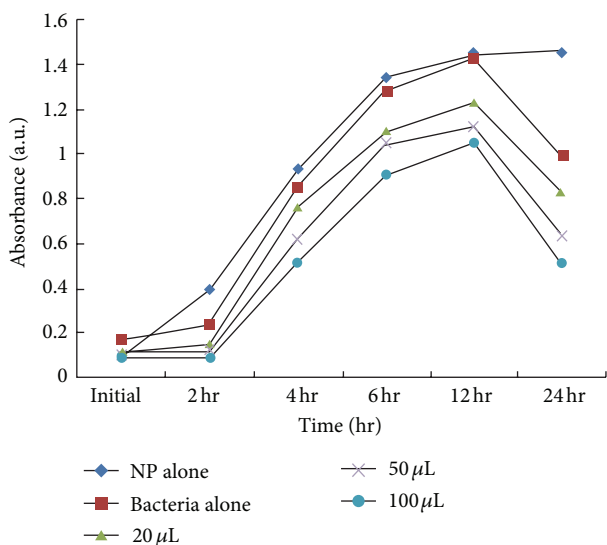 1.6
1.4
1.2
1
0.8
0.6
0.4
0.2
0
Absorbance (a.u.)
Initial 2 hr 4 hr 6 hr 12 hr 24 hr
Time (hr)
NP alone
Bacteria alone
20 μL
50 μL
100 μL